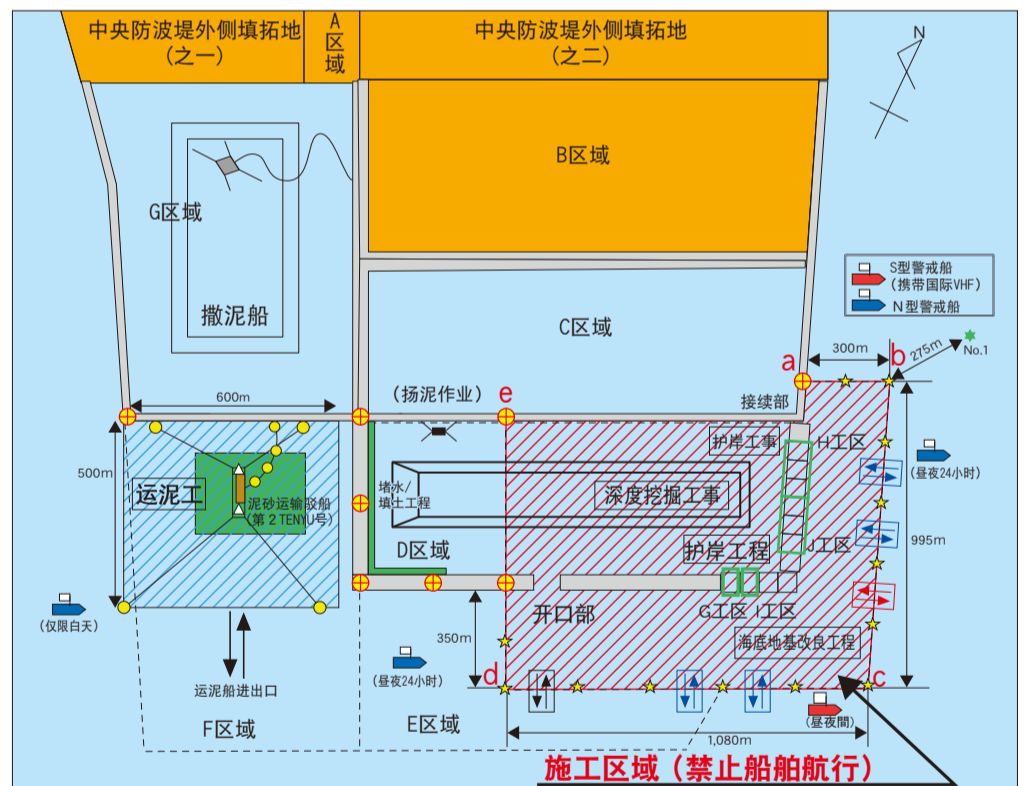 中央防波堤外侧填拓地
(之一)
A
区
域
中央防波堤外侧填拓地
(之二)
N
B区域
G区域
撒泥船
C区域
S型警戒船
(携带国际VHF)
N型警戒船
300m
a
b
275m
No.1
600m
(扬泥作业)
e
接续部
500m
护岸工事
H工区
(昼夜24小时)
运泥工
泥砂运输驳船
(第2TENYU号)
堵水/
填土工程
深度挖掘工事
D区域
护岸工程
J工区
995m
G工区
I工区
(仅限白天)
350m
开口部
海底地基改良工程
(昼夜24小时)
d
c
运泥船进出口
F区域
E区域
(昼夜間)
1,080m
施工区域(禁止船舶航行)